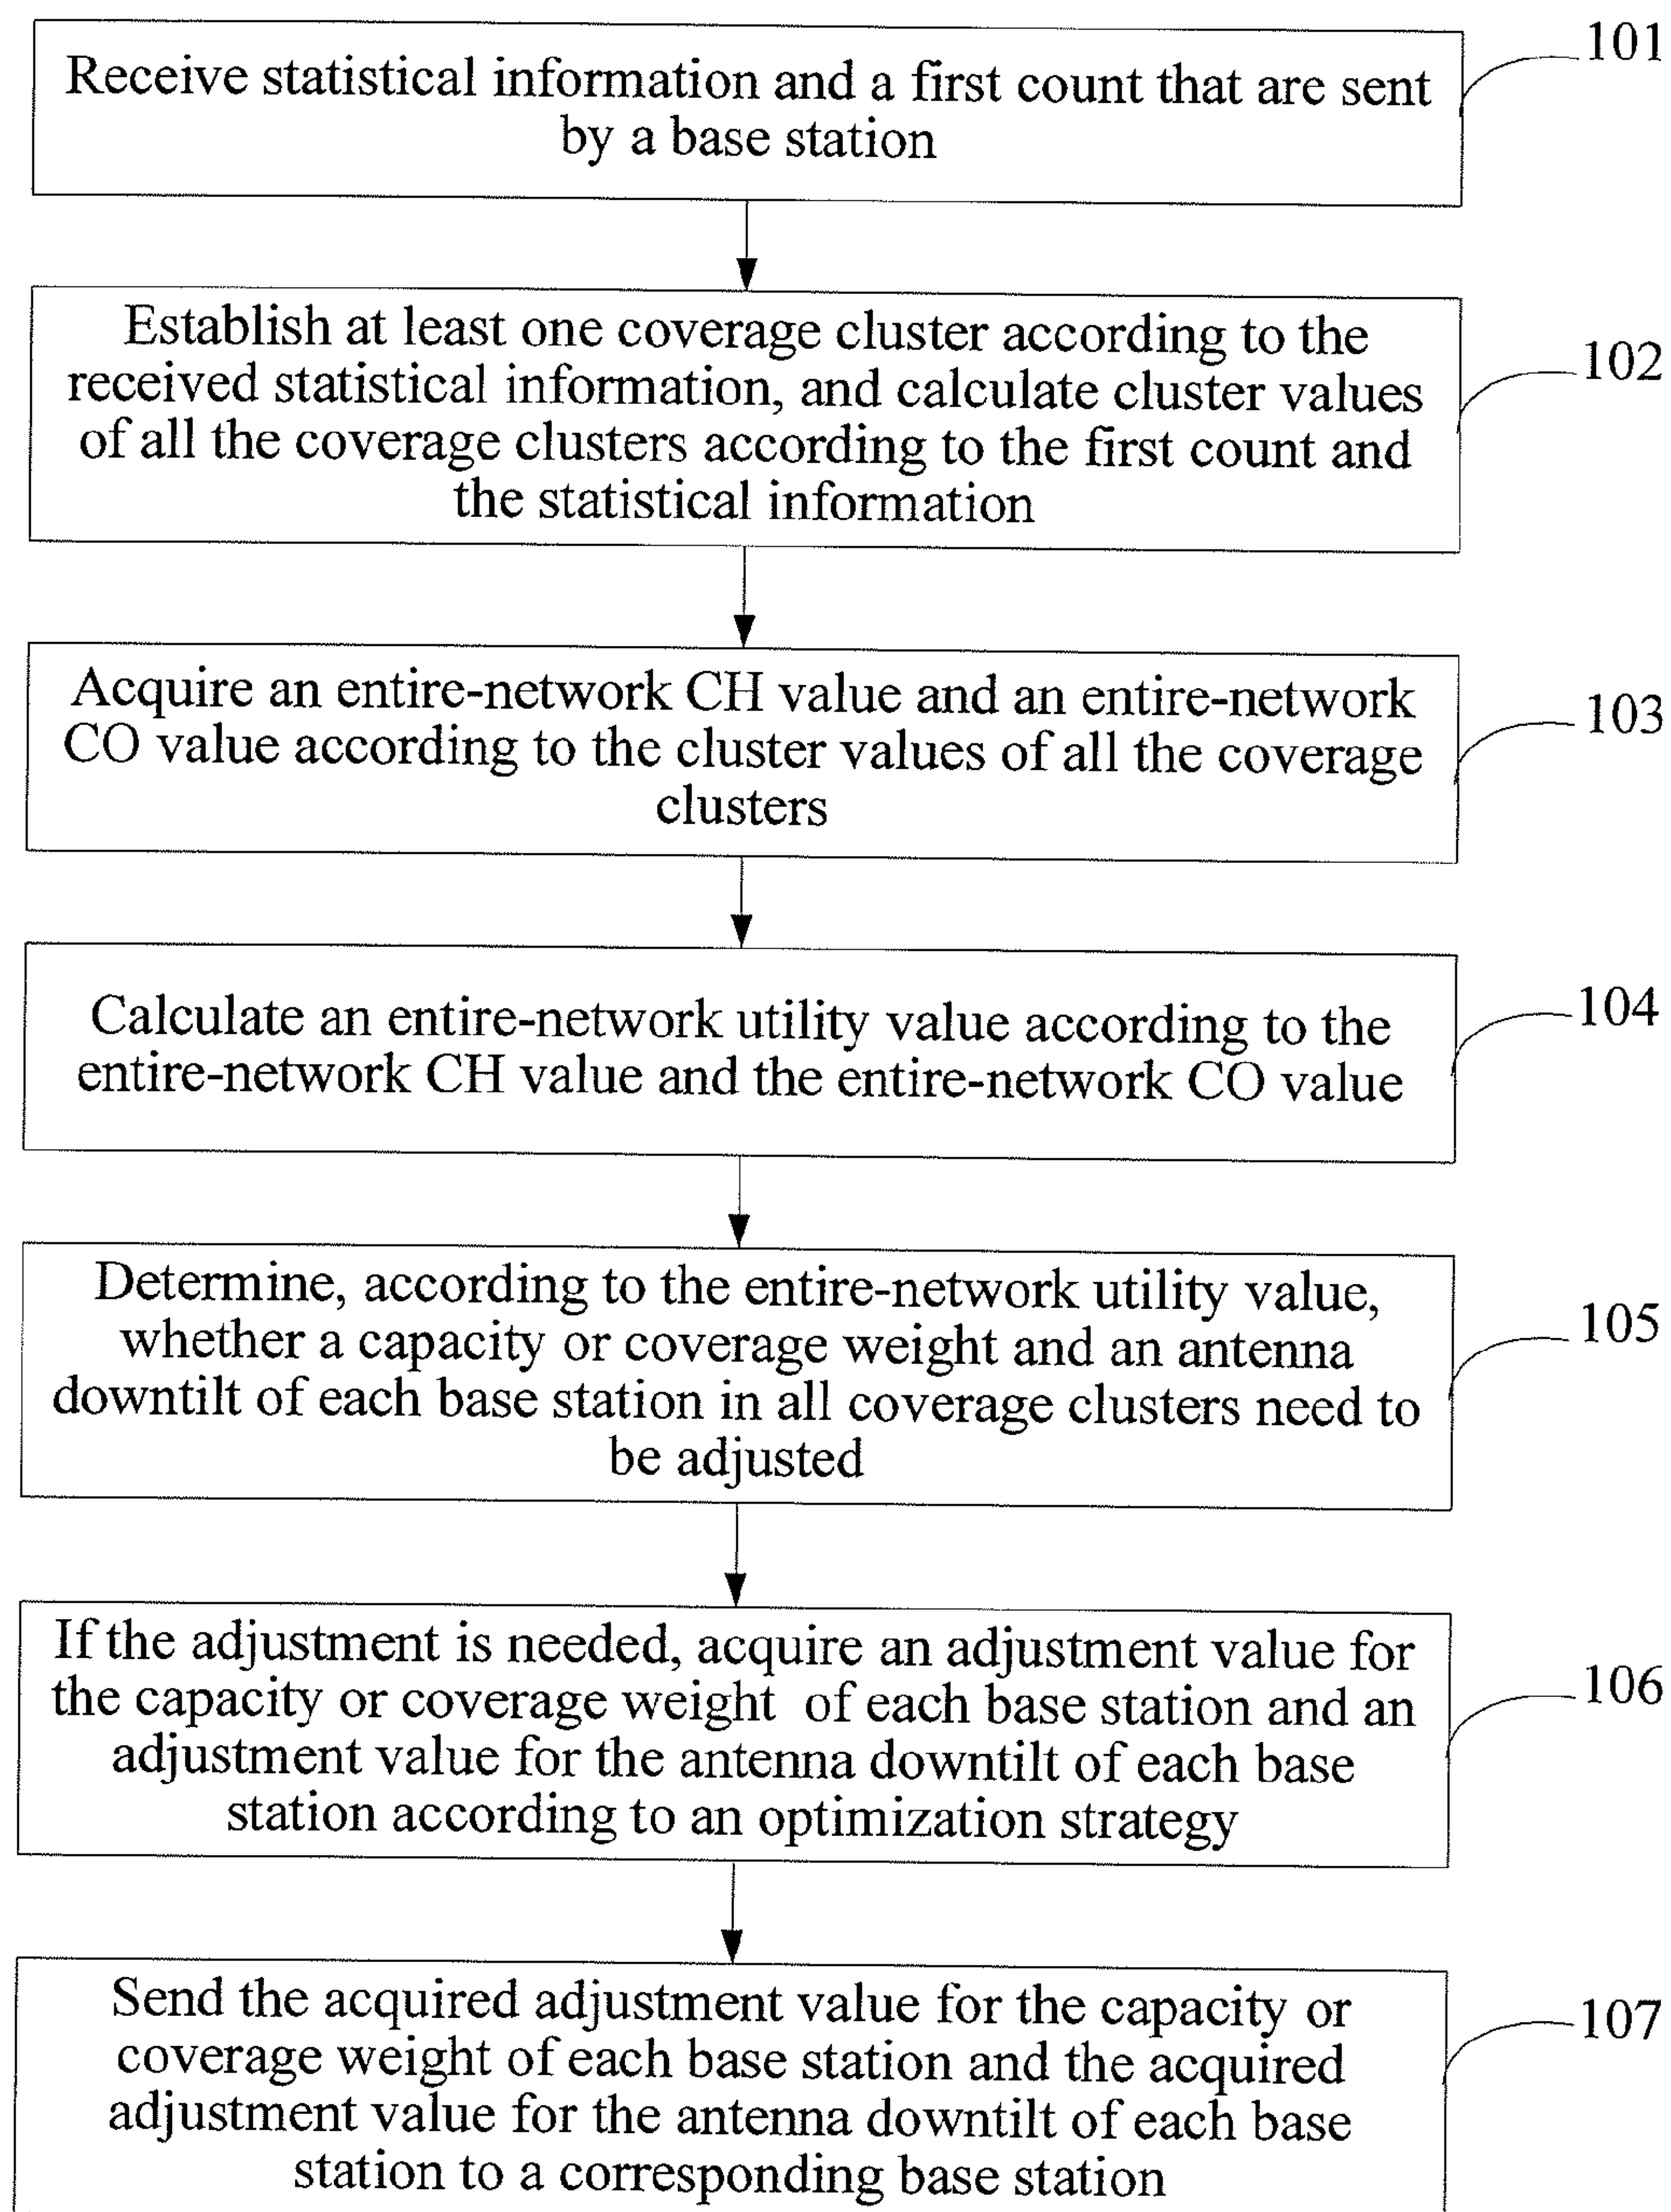 Receive statistical information and a first count that are sent
by a base station
101
Establish at least one coverage cluster according to the
received statistical information, and calculate cluster values
of all the coverage clusters according to the first count and
the statistical information
102
Acquire an entire-network CH value and an entire-network
CO value according to the cluster values of all the coverage
clusters
103
Calculate an entire-network utility value according to the
entire-network CH value and the entire-network CO value
104
Determine, according to the entire-network utility value,
whether a capacity or coverage weight and an antenna
downtilt of each base station in all coverage clusters need to
be adjusted
105
If the adjustment is needed, acquire an adjustment value for
the capacity or coverage weight of each base station and an
adjustment value for the antenna downtilt of each base
station according to an optimization strategy
106
Send the acquired adjustment value for the capacity or
coverage weight of each base station and the acquired
adjustment value for the antenna downtilt of each base
station to a corresponding base station
107